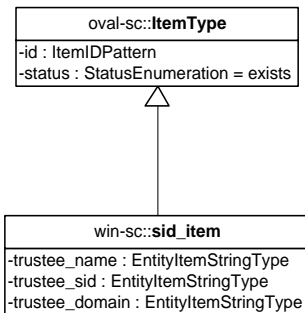 oval-sc::ItemType
-id : ItemIDPattern
-status : StatusEnumeration = exists
win-sc::sid_item
-trustee_name : EntityItemStringType
-trustee_sid : EntityItemStringType
-trustee_domain : EntityItemStringType